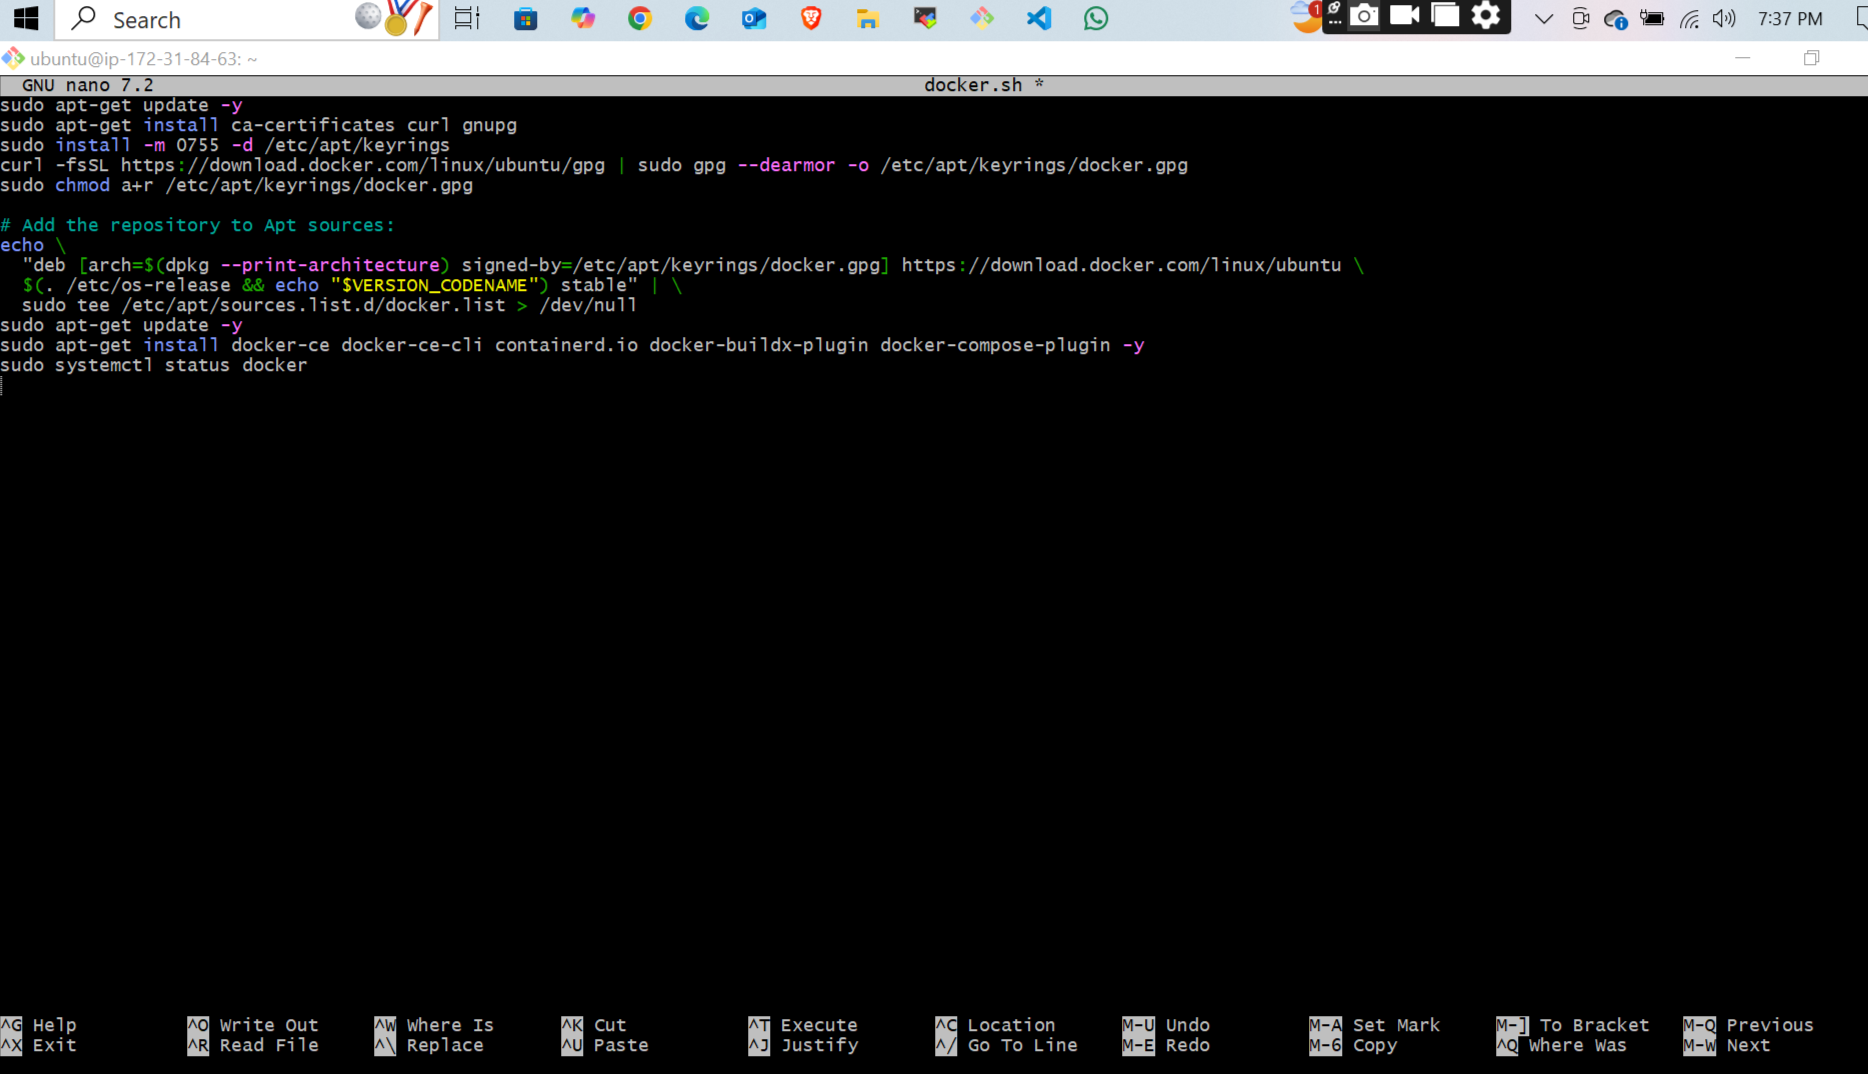 Search
1
7:37 PM
ubuntu@ip-172-31-84-63: ~
GNU nano 7.2 docker.sh *
sudo apt-get update -y
sudo apt-get install ca-certificates curl gnupg
sudo install -m 0755 -d /etc/apt/keyrings
curl -fsSL https://download.docker.com/linux/ubuntu/gpg | sudo gpg --dearmor -o /etc/apt/keyrings/docker.gpg
sudo chmod a+r /etc/apt/keyrings/docker.gpg
# Add the repository to Apt sources:
echo \
"deb [arch=$(dpkg --print-architecture) signed-by=/etc/apt/keyrings/docker.gpg] https://download.docker.com/linux/ubuntu \
$(. /etc/os-release && echo "$VERSION_CODENAME") stable" | \
sudo tee /etc/apt/sources.list.d/docker.list > /dev/null
sudo apt-get update -y
sudo apt-get install docker-ce docker-ce-cli containerd.io docker-buildx-plugin docker-compose-plugin -y
sudo systemctl status docker
^G Help ^O Write Out ^W Where Is ^K Cut ^T Execute ^C Location M-U Undo M-A Set Mark M-] To Bracket M-Q Previous
^X Exit ^R Read File ^\ Replace ^U Paste ^J Justify ^/ Go To Line M-E Redo M-6 Copy ^Q Where Was M-W Next